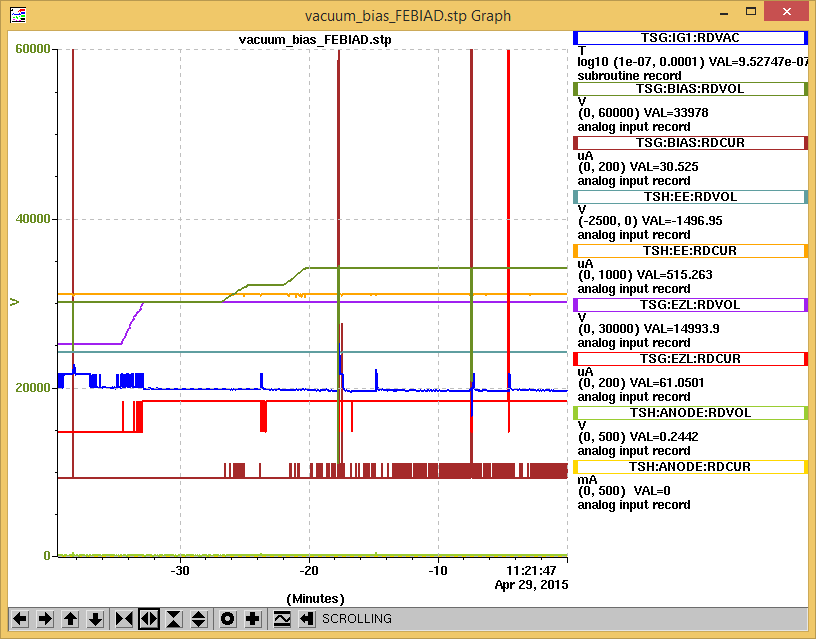 vacuum_bias_FEBIAD.stp Graph
vacuum_bias_FEBIAD.stp
60000
40000
V
20000
0
-30
-20
-10
11:21:47
Apr 29, 2015
(Minutes)
TSG:IG1:RDVAC
T
log10 (1e-07, 0.0001) VAL=9.52747e-07
subroutine record
TSG:BIAS:RDVOL
V
(0, 60000) VAL=33978
analog input record
TSG:BIAS:RDCUR
uA
(0, 200) VAL=30.525
analog input record
TSH:EE:RDVOL
V
(-2500, 0) VAL=-1496.95
analog input record
TSH:EE:RDCUR
uA
(0, 1000) VAL=515.263
analog input record
TSG:EZL:RDVOL
V
(0, 30000) VAL=14993.9
analog input record
TSG:EZL:RDCUR
uA
(0, 200) VAL=61.0501
analog input record
TSH:ANODE:RDVOL
V
(0, 500) VAL=0.2442
analog input record
TSH:ANODE:RDCUR
mA
(0, 500)  VAL=0
analog input record
SCROLLING